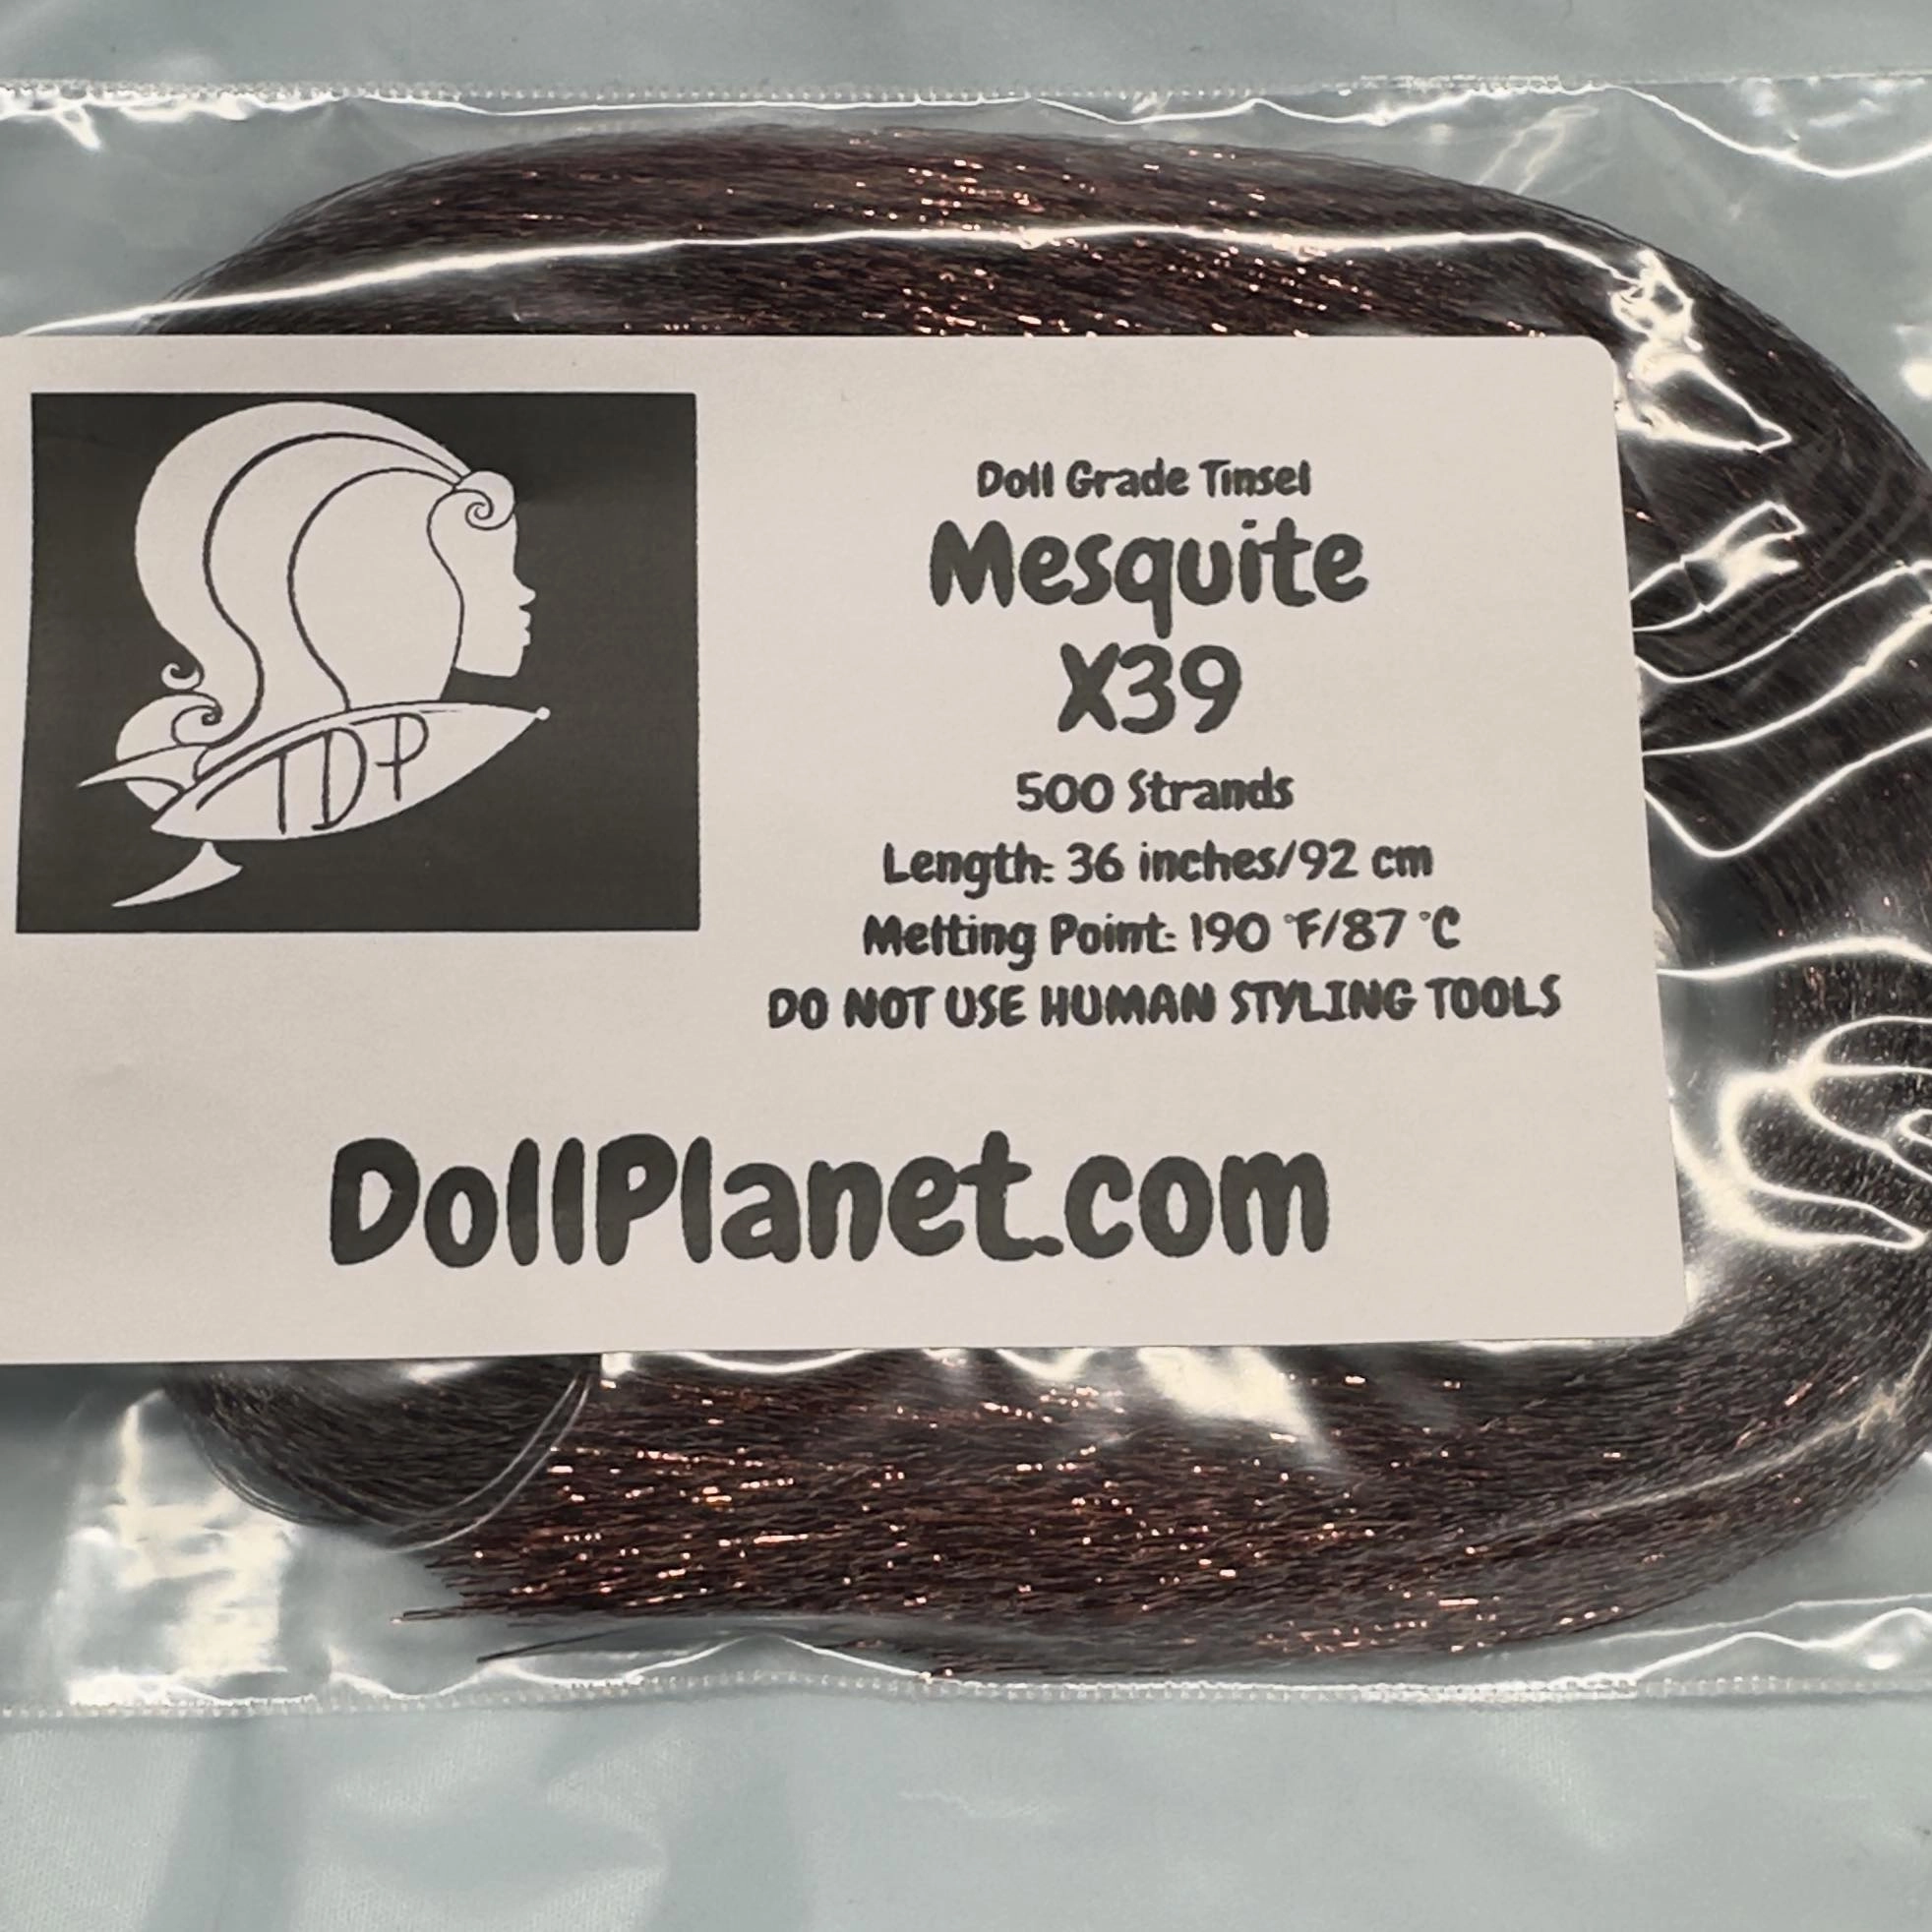 TDP
Doll Grade Tinsel
Mesquite
X39
500 Strands
Length: 36 inches/92 cm
Melting Point: 190 °F/87 °C
DO NOT USE HUMAN STYLING TOOLS
DollPlanet.com